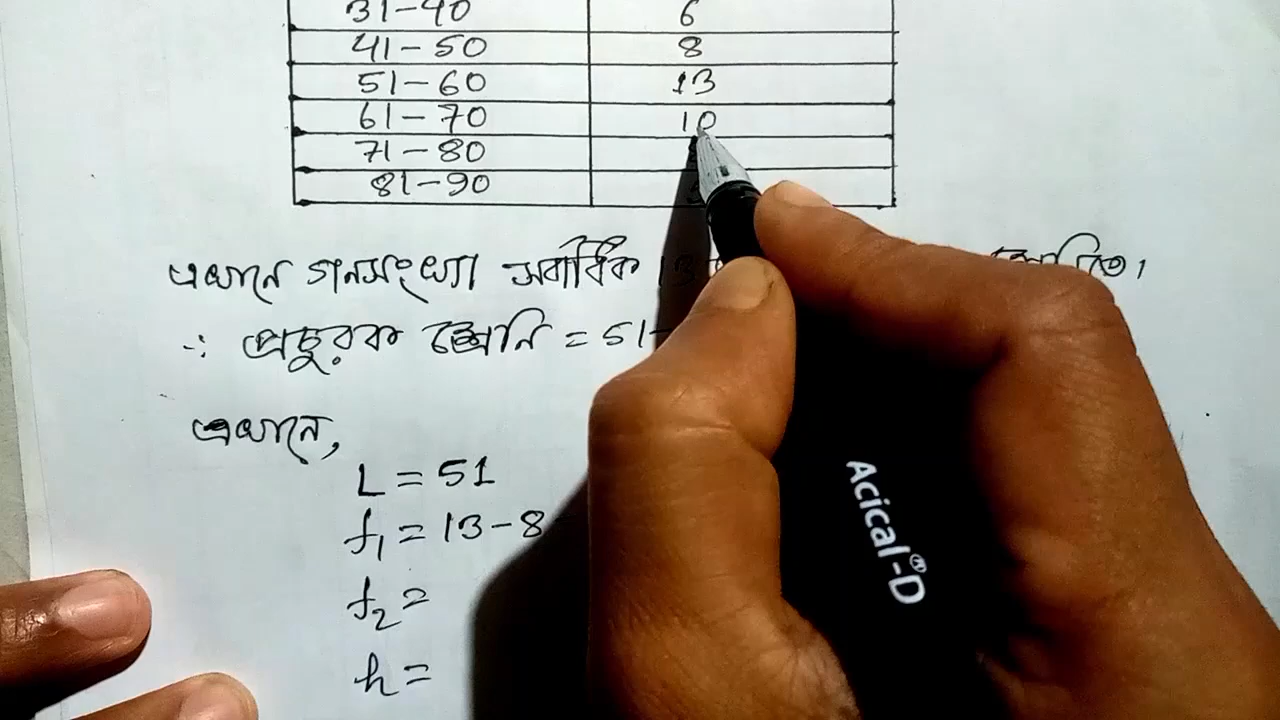 31-40 6
41-50 8
51-60 13
61-70 10
71-80
81-90
এখানে গনসংখ্যা সর্বাধিক 13
∴ প্রচুরক শ্রেনি = 51-
এখানে,
L = 51
f₁ = 13-8
f₂ =
h =
Acical-D®